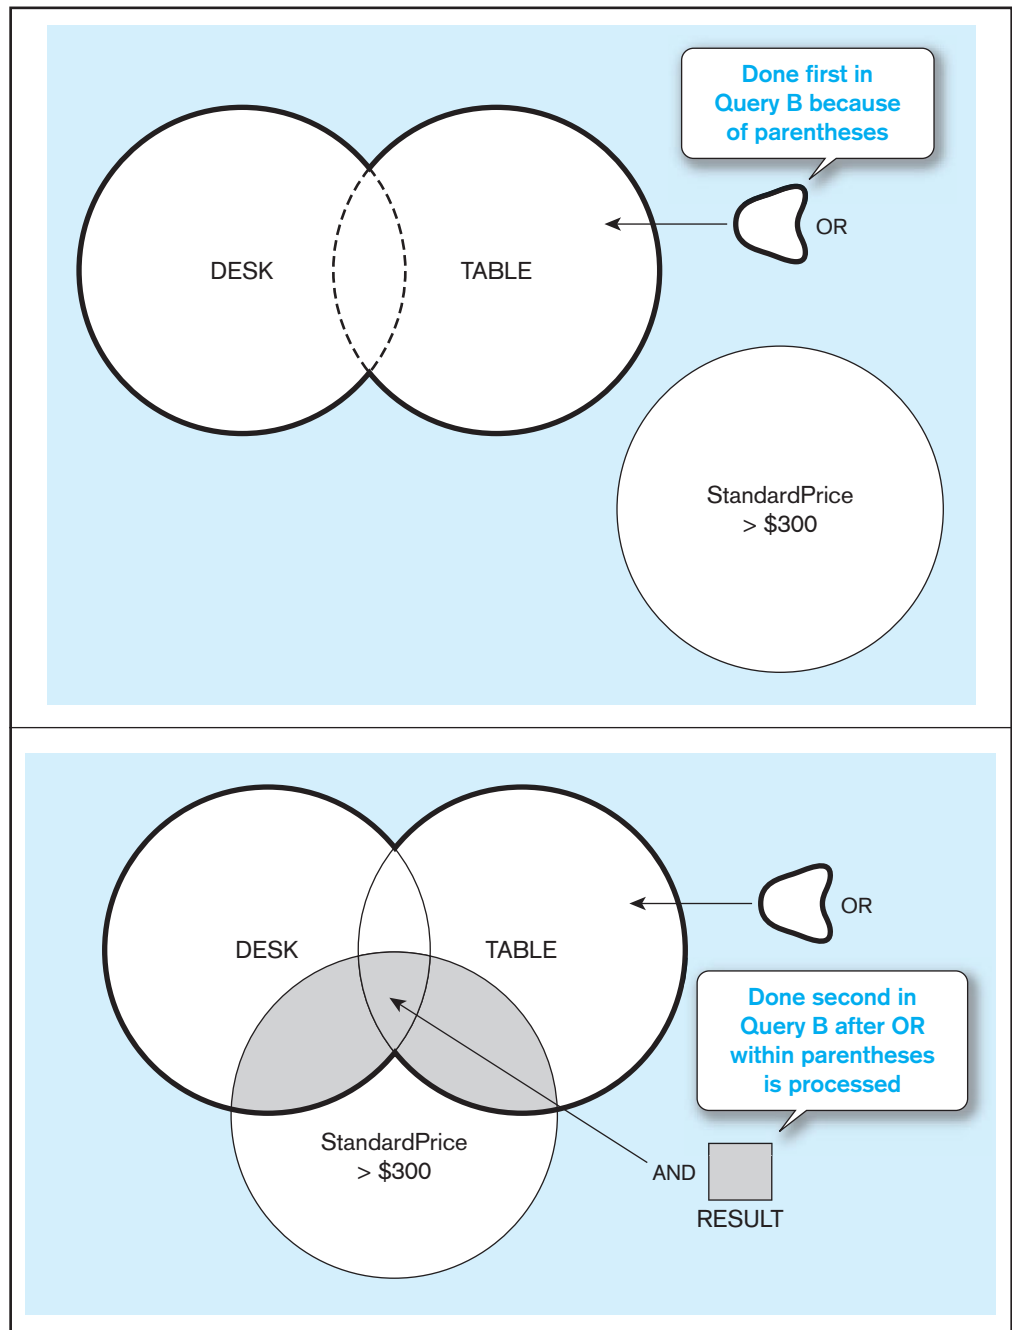 Done first in
Query B because
of parentheses
OR
DESK
TABLE
StandardPrice
> $300
OR
DESK
TABLE
Done second in
Query B after OR
within parentheses
is processed
StandardPrice
> $300
AND
RESULT